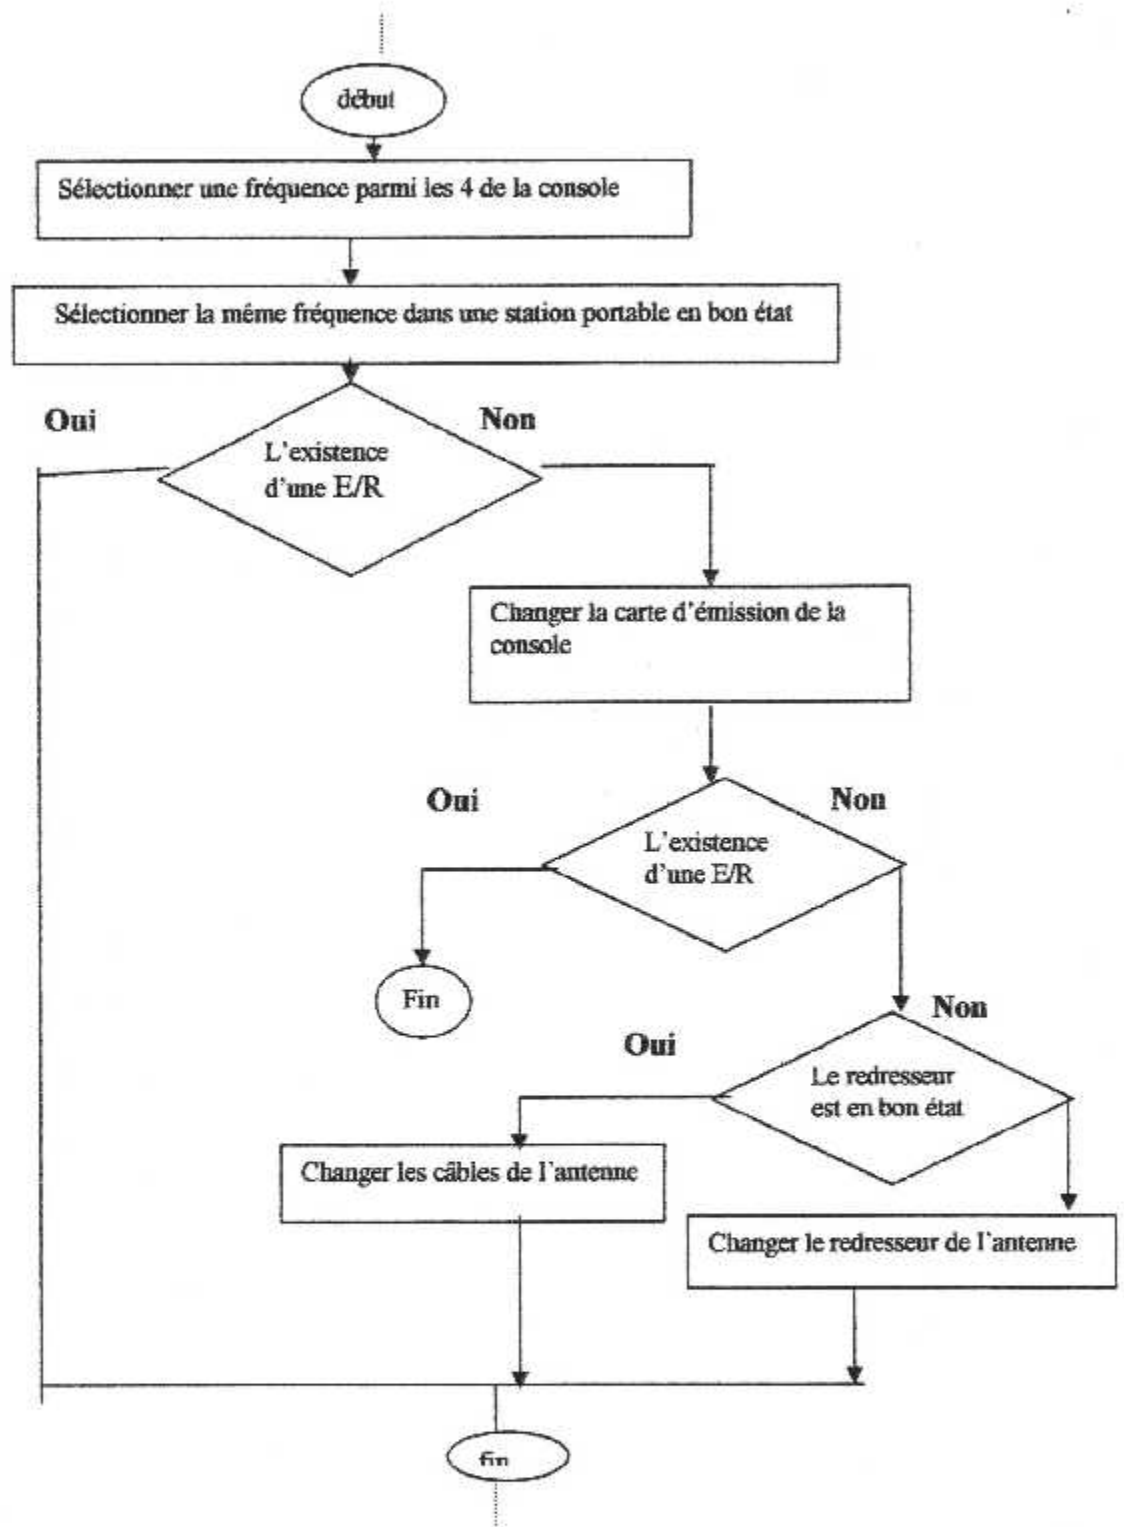 début
Sélectionner une fréquence parmi les 4 de la console
Sélectionner la même fréquence dans une station portable en bon état
Oui
Non
L'existence
d'une E/R
Changer la carte d'émission de la
console
Oui
Non
L'existence
d'une E/R
Fin
Non
Oui
Le redresseur
est en bon état
Changer les câbles de l'antenne
Changer le redresseur de l'antenne
fin